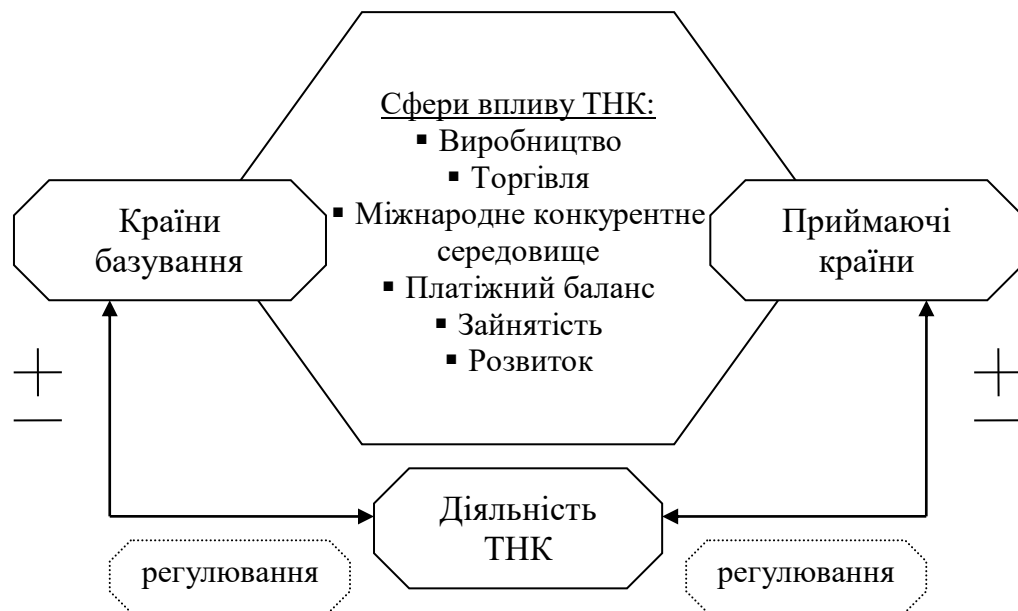 Сфери впливу ТНК:
▪ Виробництво
▪ Торгівля
▪ Міжнародне конкурентне
середовище
▪ Платіжний баланс
▪ Зайнятість
▪ Розвиток
Країни
базування
Приймаючі
країни
+
−
+
−
Діяльність
ТНК
регулювання
регулювання